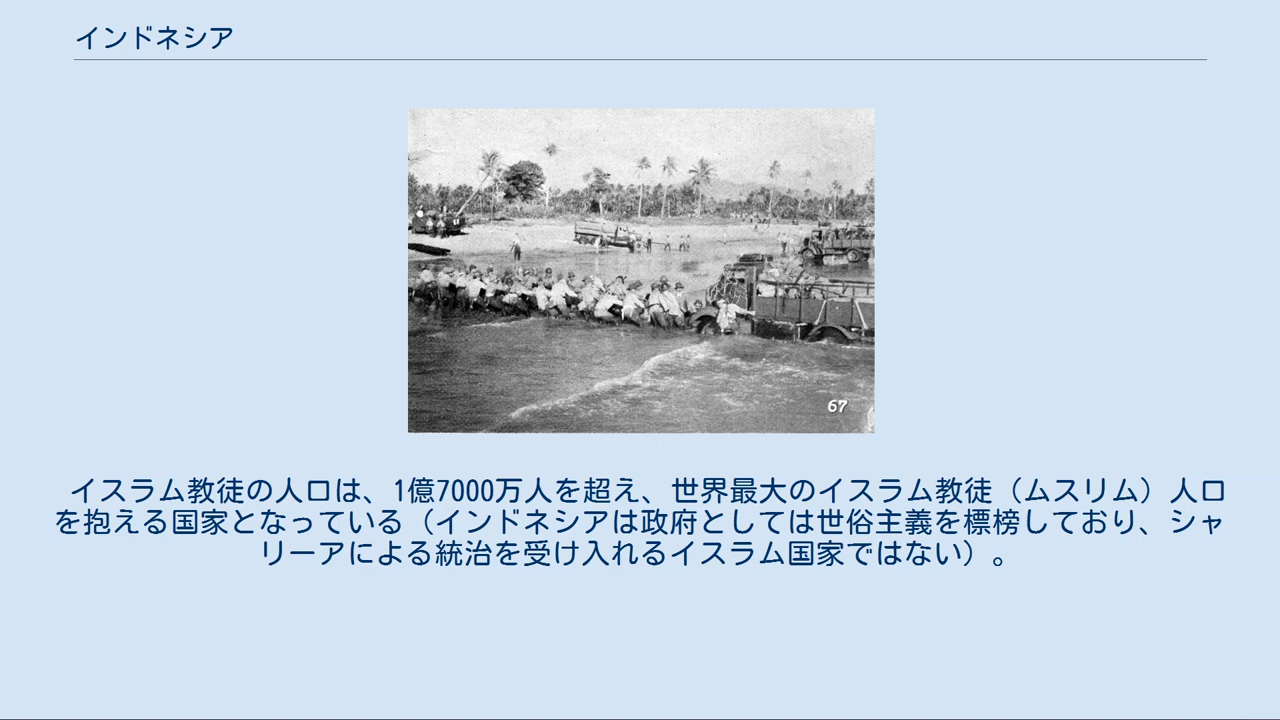 インドネシア
67
イスラム教徒の人口は、1億7000万人を超え、世界最大のイスラム教徒（ムスリム）人口
を抱える国家となっている（インドネシアは政府としては世俗主義を標榜しており、シャ
リーアによる統治を受け入れるイスラム国家ではない）。